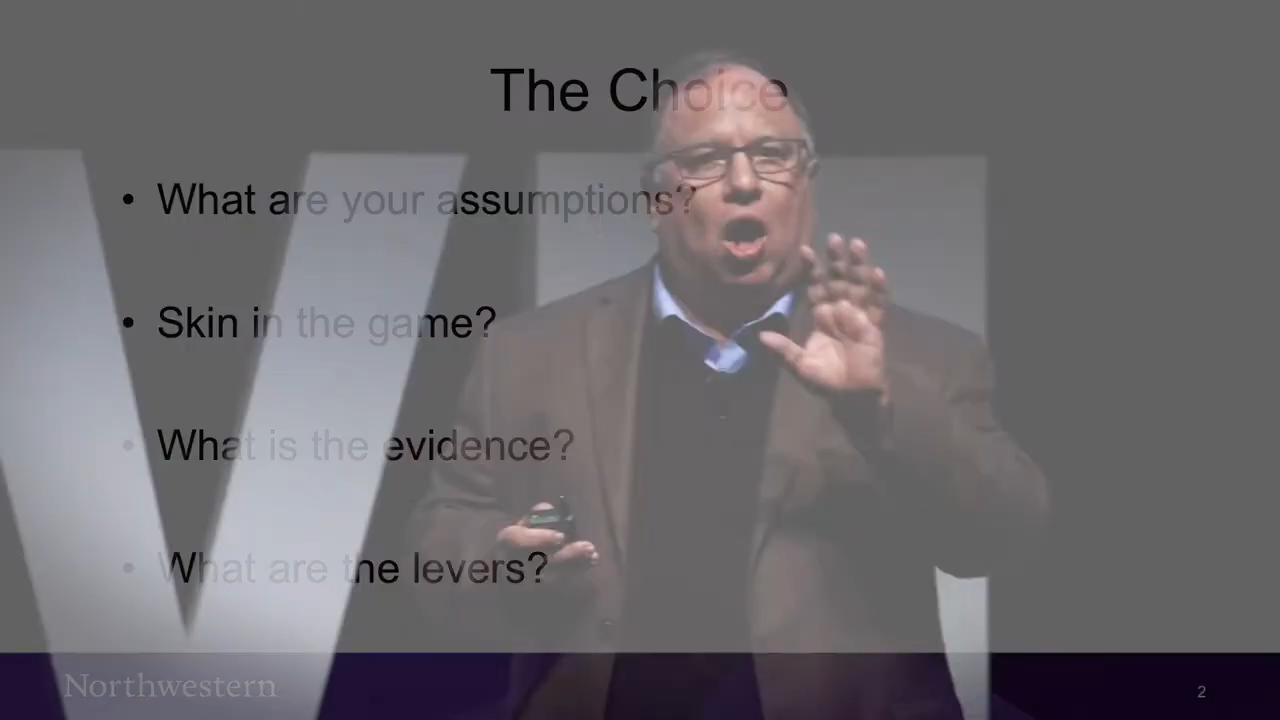 The Choice
• What are your assumptions?
• Skin in the game?
• What is the evidence?
• What are the levers?
Northwestern
2